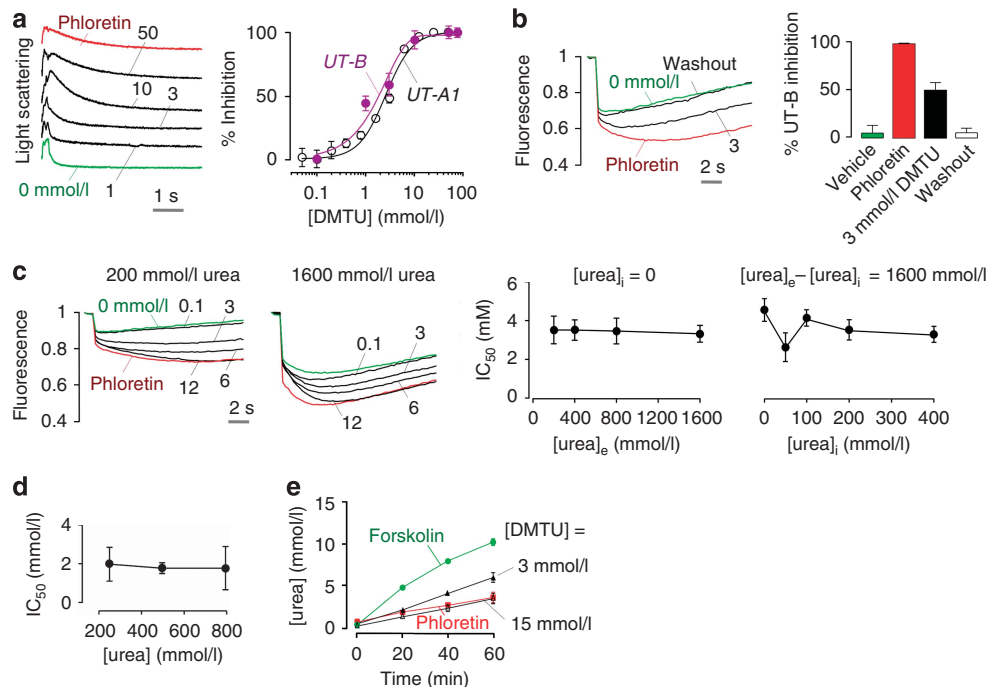 a
Phloretin
50
10
3
0 mmol/l
1
1 s
Light scattering
% Inhibition
100
50
0
UT-B
UT-A1
0.1
1
10
100
[DMTU] (mmol/l)
b
Fluorescence
1
0.8
0.6
0.4
0 mmol/l
Washout
3
Phloretin
2 s
% UT-B inhibition
100
50
0
Vehicle
Phloretin
3 mmol/l DMTU
Washout
c
200 mmol/l urea
1600 mmol/l urea
Fluorescence
1
0.8
0.6
0.4
0 mmol/l
0.1
3
Phloretin
12
6
2 s
0.1
3
12
6
[urea]i = 0
[urea]e – [urea]i = 1600 mmol/l
IC50 (mM)
6
4
2
0
0
400
800
1200
1600
[urea]e (mmol/l)
0
100
200
300
400
[urea]i (mmol/l)
d
IC50 (mmol/l)
4
2
0
200
400
600
800
[urea] (mmol/l)
e
[urea] (mmol/l)
15
10
5
0
Forskolin
[DMTU] =
3 mmol/l
Phloretin
15 mmol/l
0
20
40
60
Time (min)